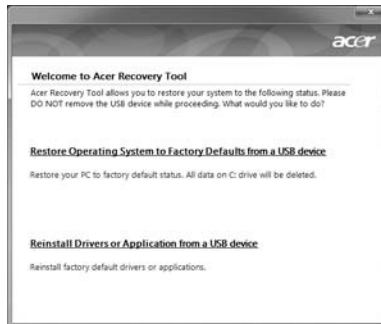 acer
Welcome to Acer Recovery Tool
Acer Recovery Tool allows you to restore your system to the following status. Please
DO NOT remove the USB device while proceeding. What would you like to do?
Restore Operating System to Factory Defaults from a USB device
Restore your PC to factory default status. All data on C: drive will be deleted.
Reinstall Drivers or Application from a USB device
Reinstall factory default drivers or applications.